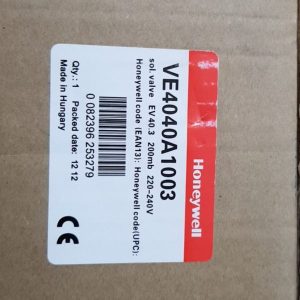 Honeywell
VE4040A1003
sol. valve EV 40 3 200mb 220-240V
Honeywell code (EAN13): Honeywell code(UPC):
0 082396 253279
Qty.: 1 Packed date: 12 12
Made in Hungary
CE